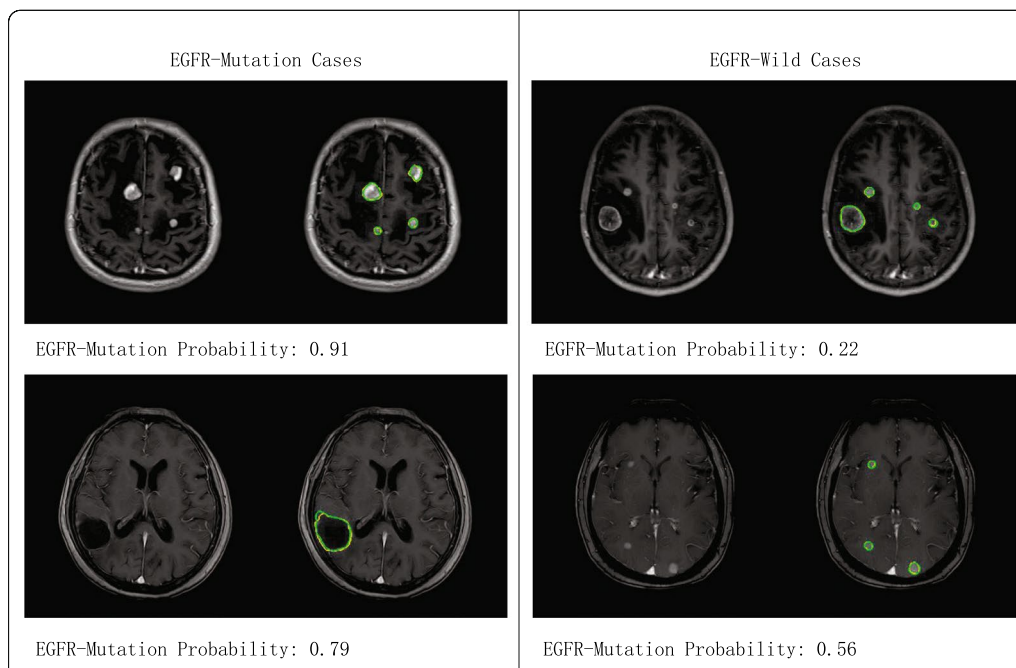 EGFR-Mutation Cases
EGFR-Wild Cases
EGFR-Mutation Probability: 0.91
EGFR-Mutation Probability: 0.22
EGFR-Mutation Probability: 0.79
EGFR-Mutation Probability: 0.56